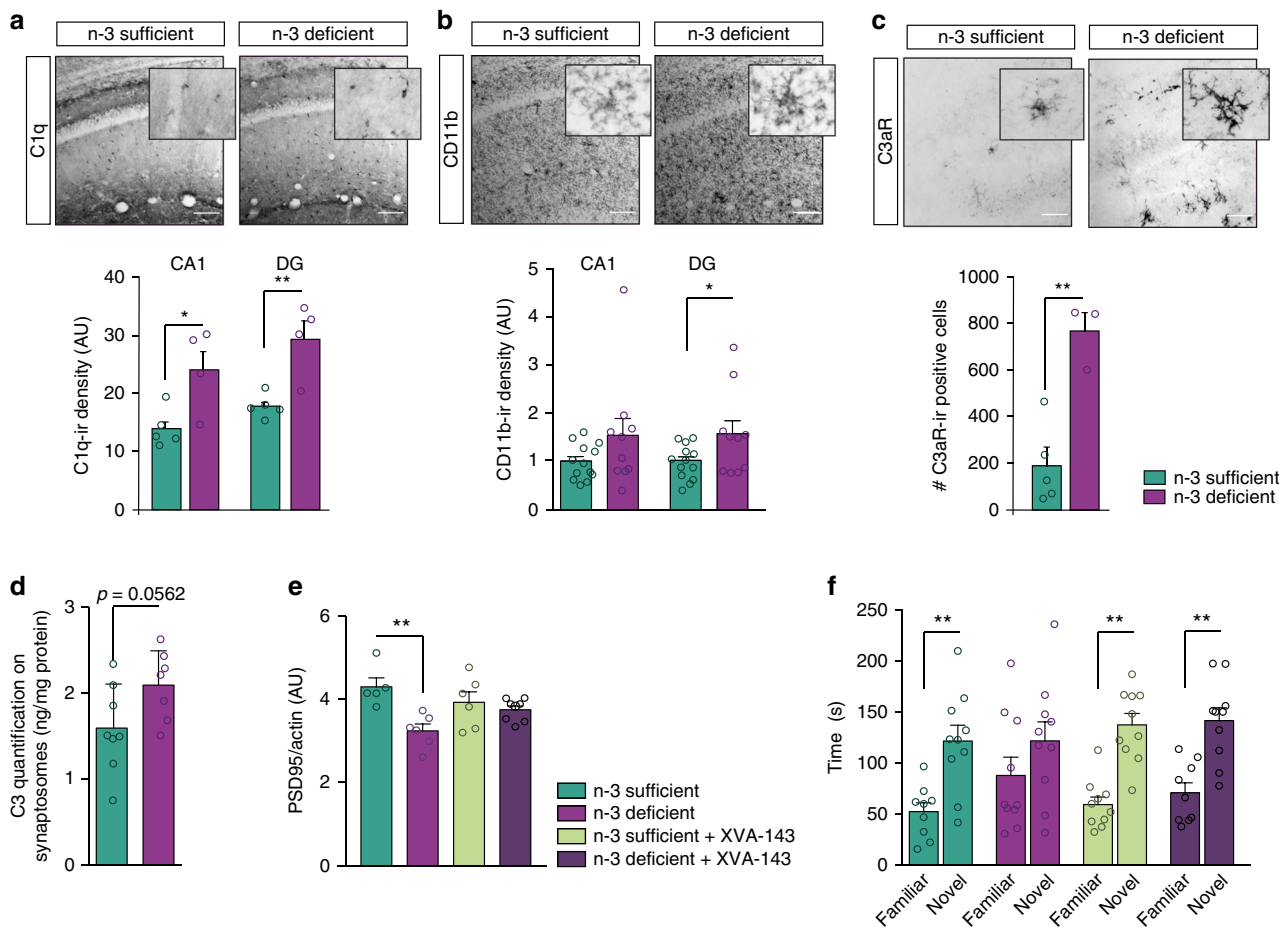 a
n-3 sufficient
n-3 deficient
C1q
CA1
DG
C1q-ir density (AU)
40
30
20
10
0
*
**
b
n-3 sufficient
n-3 deficient
CD11b
CA1
DG
CD11b-ir density (AU)
5
4
3
2
1
0
*
c
n-3 sufficient
n-3 deficient
C3aR
# C3aR-ir positive cells
1000
800
600
400
200
0
**
n-3 sufficient
n-3 deficient
d
p = 0.0562
C3 quantification on
synaptosomes (ng/mg protein)
3
2
1
0
e
PSD95/actin (AU)
6
4
2
0
**
n-3 sufficient
n-3 deficient
n-3 sufficient + XVA-143
n-3 deficient + XVA-143
f
Time (s)
250
200
150
100
50
0
**
**
**
Familiar
Novel
Familiar
Novel
Familiar
Novel
Familiar
Novel